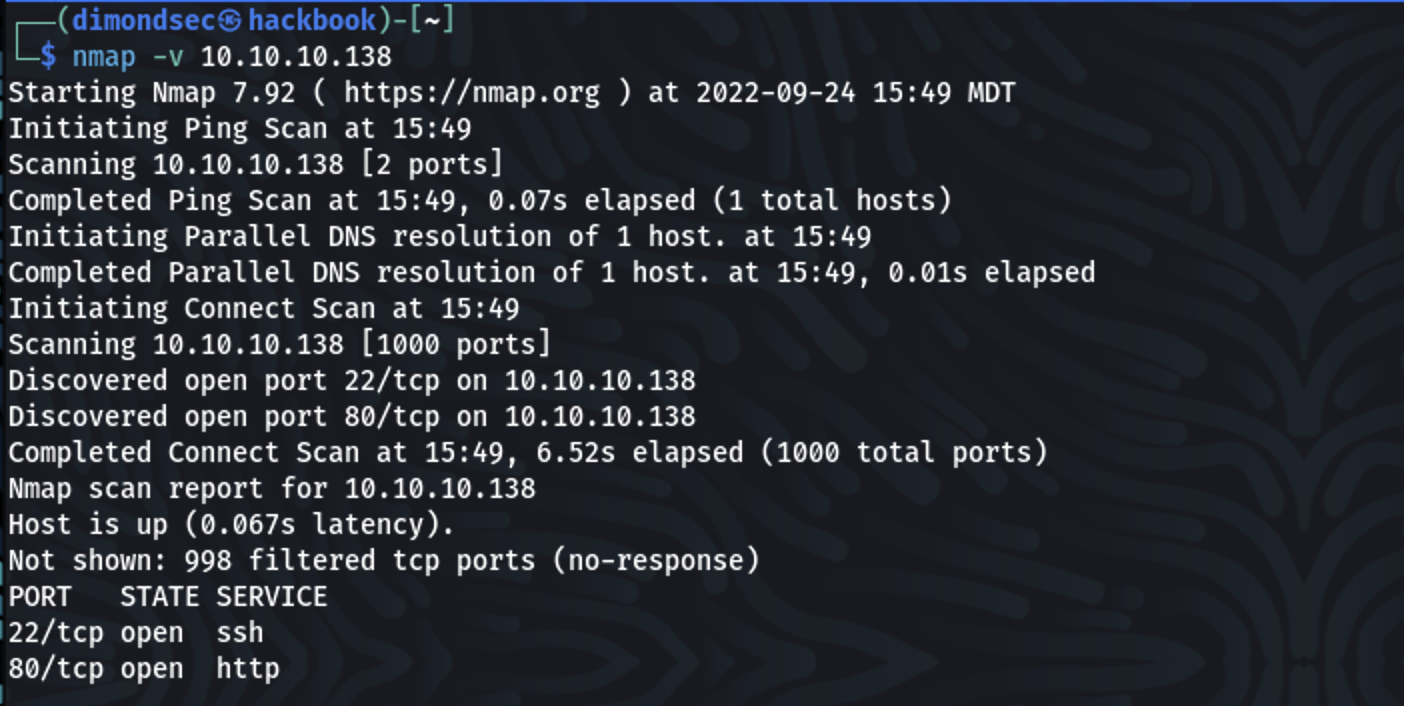 ┌──(dimondsec㉿hackbook)-[~]
└─$ nmap -v 10.10.10.138
Starting Nmap 7.92 ( https://nmap.org ) at 2022-09-24 15:49 MDT
Initiating Ping Scan at 15:49
Scanning 10.10.10.138 [2 ports]
Completed Ping Scan at 15:49, 0.07s elapsed (1 total hosts)
Initiating Parallel DNS resolution of 1 host. at 15:49
Completed Parallel DNS resolution of 1 host. at 15:49, 0.01s elapsed
Initiating Connect Scan at 15:49
Scanning 10.10.10.138 [1000 ports]
Discovered open port 22/tcp on 10.10.10.138
Discovered open port 80/tcp on 10.10.10.138
Completed Connect Scan at 15:49, 6.52s elapsed (1000 total ports)
Nmap scan report for 10.10.10.138
Host is up (0.067s latency).
Not shown: 998 filtered tcp ports (no-response)
PORT   STATE SERVICE
22/tcp open  ssh
80/tcp open  http